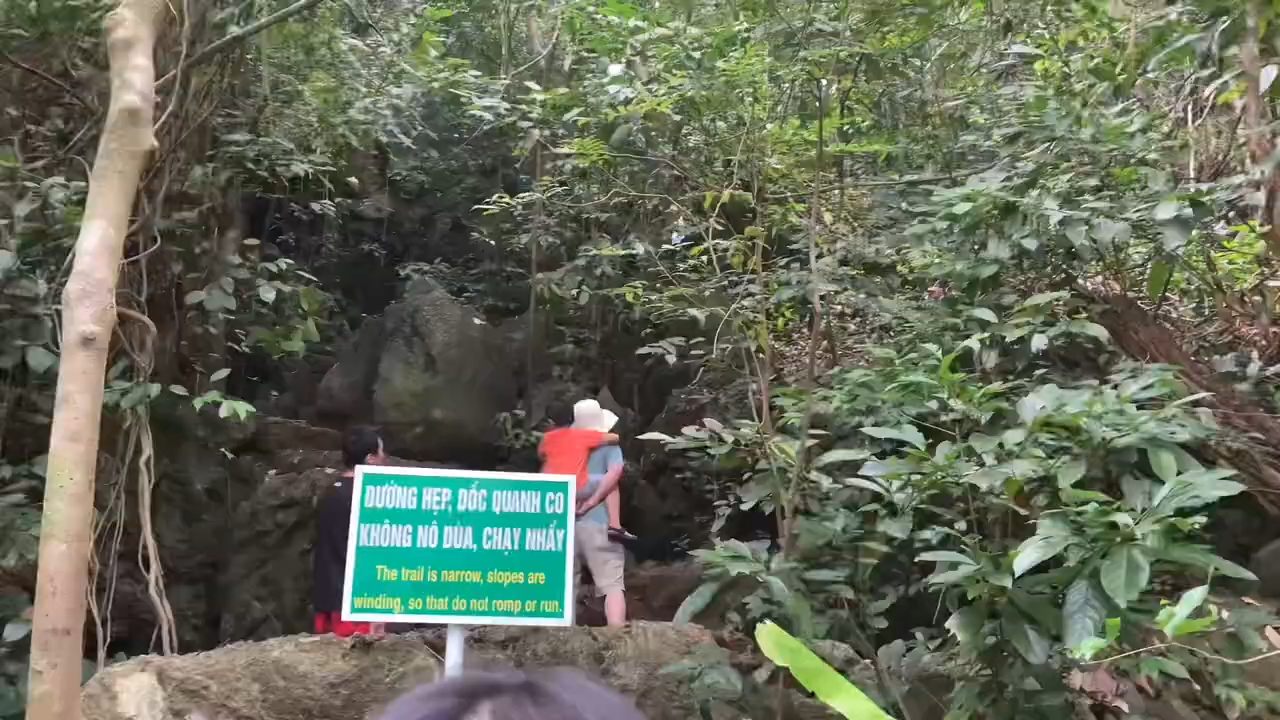 ĐƯỜNG HẸP, DỐC QUANH CO
KHÔNG NÔ ĐÙA, CHẠY NHẢY
The trail is narrow, slopes are
winding, so that do not romp or run.